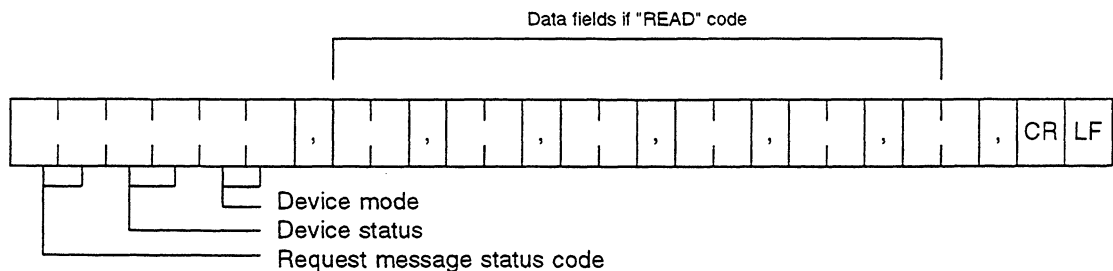 Data fields if "READ" code
, , , , , , , CR LF
Device mode
Device status
Request message status code